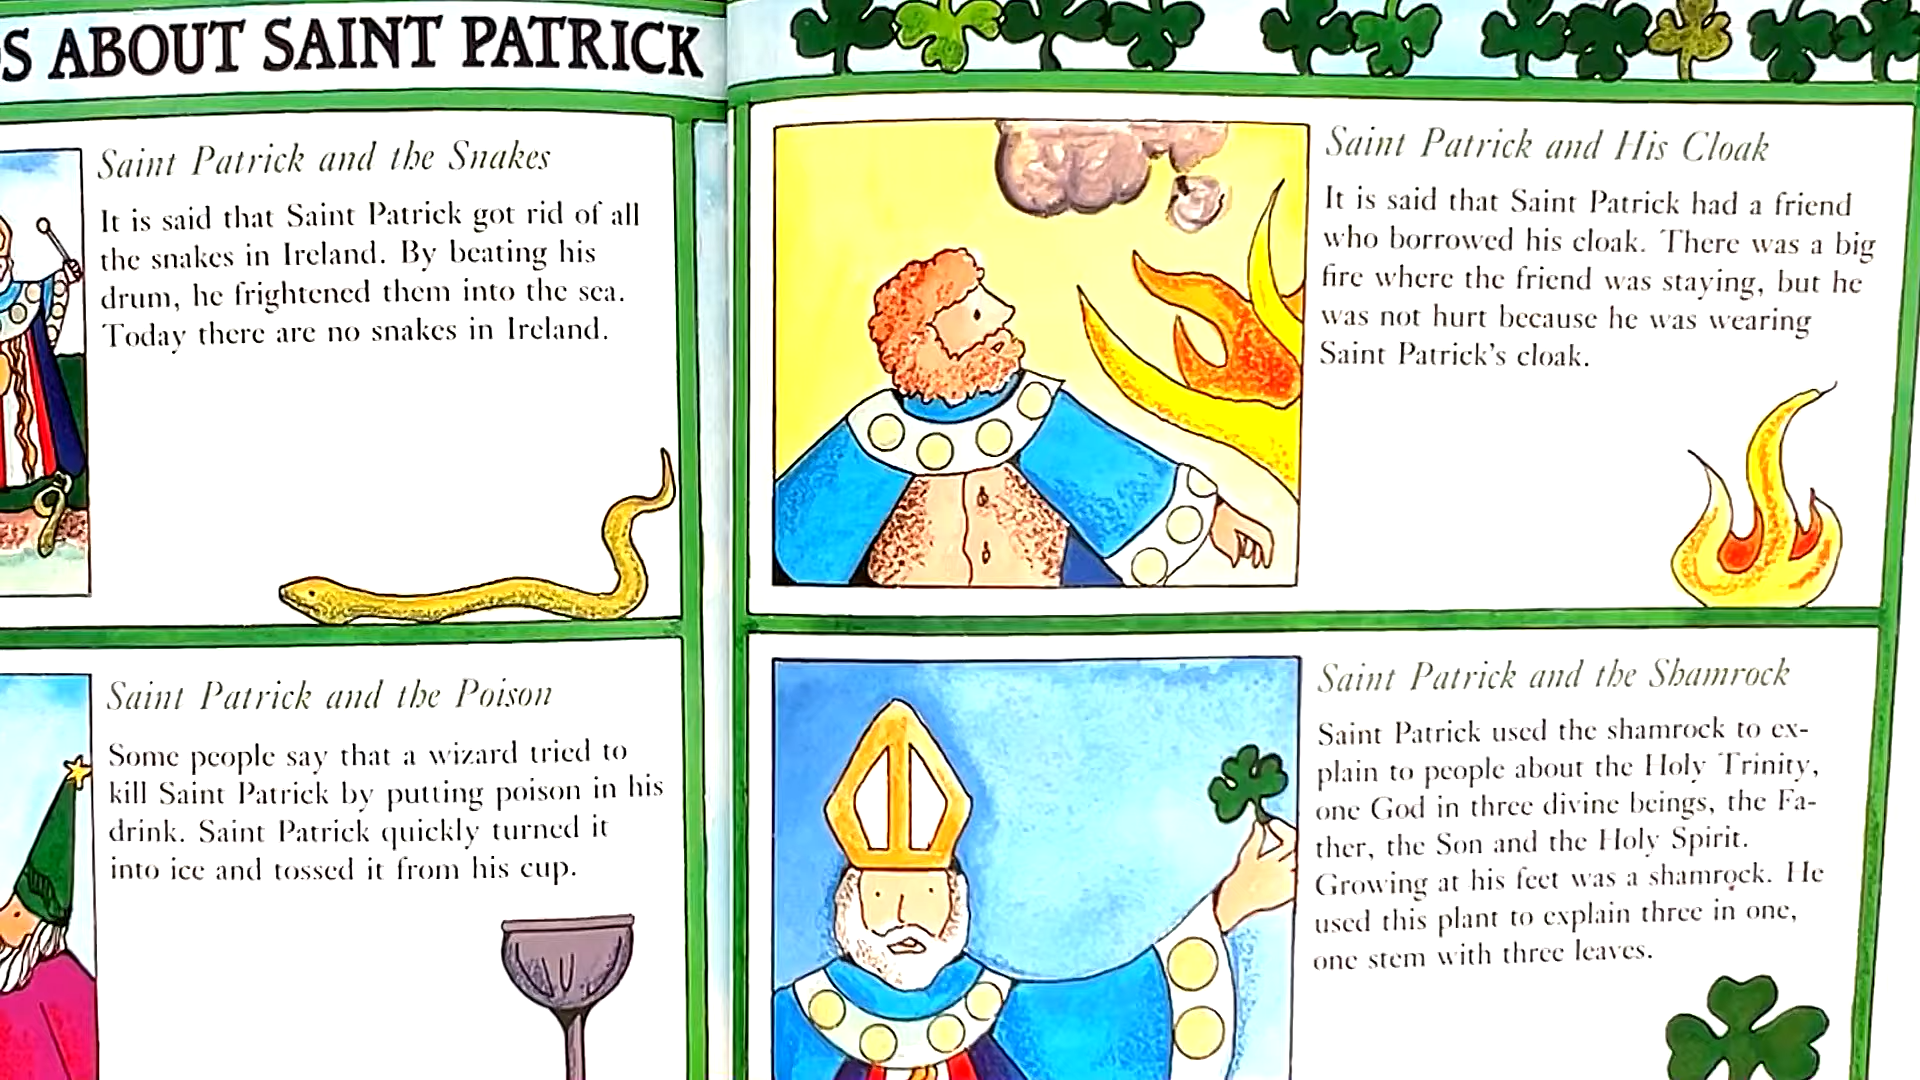 S ABOUT SAINT PATRICK
Saint Patrick and the Snakes
It is said that Saint Patrick got rid of all
the snakes in Ireland. By beating his
drum, he frightened them into the sea.
Today there are no snakes in Ireland.
Saint Patrick and the Poison
Some people say that a wizard tried to
kill Saint Patrick by putting poison in his
drink. Saint Patrick quickly turned it
into ice and tossed it from his cup.
Saint Patrick and His Cloak
It is said that Saint Patrick had a friend
who borrowed his cloak. There was a big
fire where the friend was staying, but he
was not hurt because he was wearing
Saint Patrick's cloak.
Saint Patrick and the Shamrock
Saint Patrick used the shamrock to ex-
plain to people about the Holy Trinity,
one God in three divine beings, the Fa-
ther, the Son and the Holy Spirit.
Growing at his feet was a shamrock. He
used this plant to explain three in one,
one stem with three leaves.